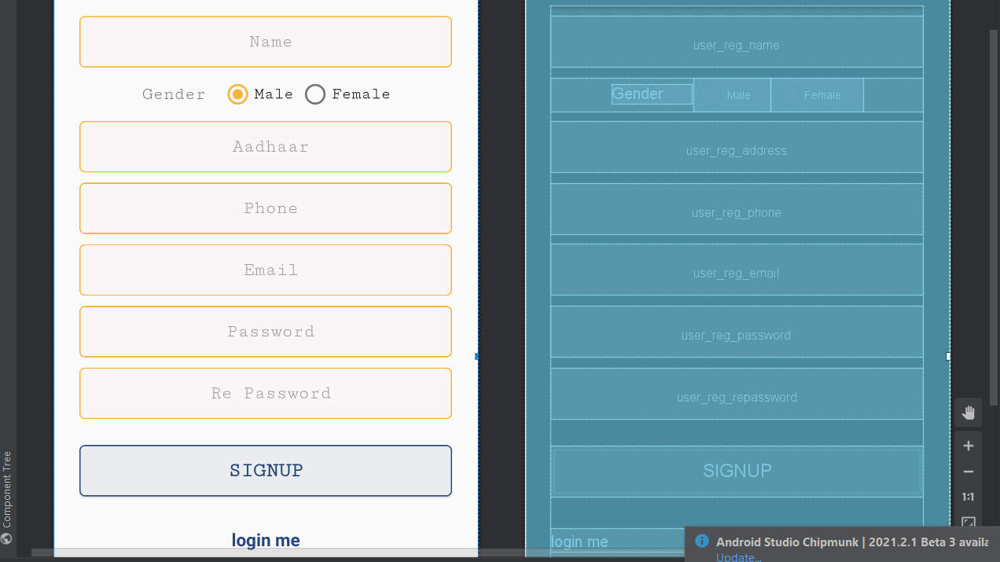 Name
Gender Male Female
Aadhaar
Phone
Email
Password
Re Password
SIGNUP
login me
user_reg_name
Gender Male Female
user_reg_address
user_reg_phone
user_reg_email
user_reg_password
user_reg_repassword
SIGNUP
login me
Component Tree
1:1
Android Studio Chipmunk | 2021.2.1 Beta 3 availa
Update...